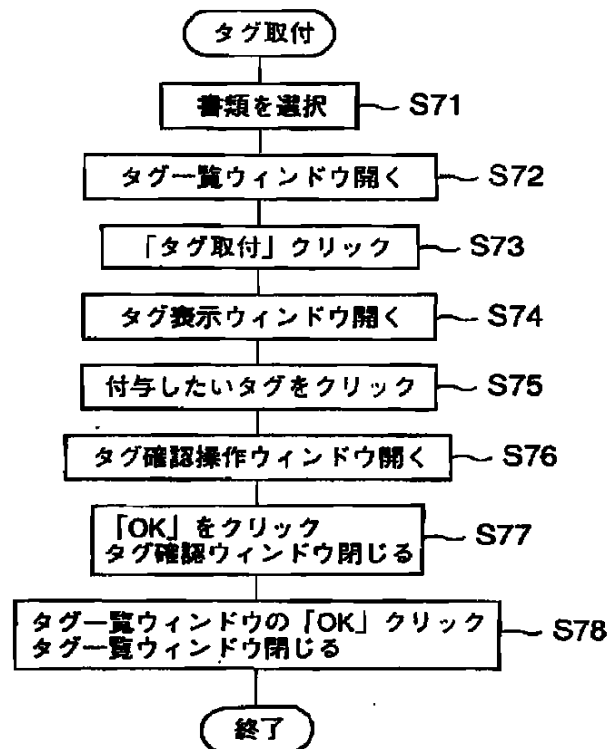 タグ取付
書類を選択 S71
タグ一覧ウィンドウ開く S72
「タグ取付」クリック S73
タグ表示ウィンドウ開く S74
付与したいタグをクリック S75
タグ確認操作ウィンドウ開く S76
「OK」をクリック
タグ確認ウィンドウ閉じる S77
タグ一覧ウィンドウの「OK」クリック
タグ一覧ウィンドウ閉じる S78
終了